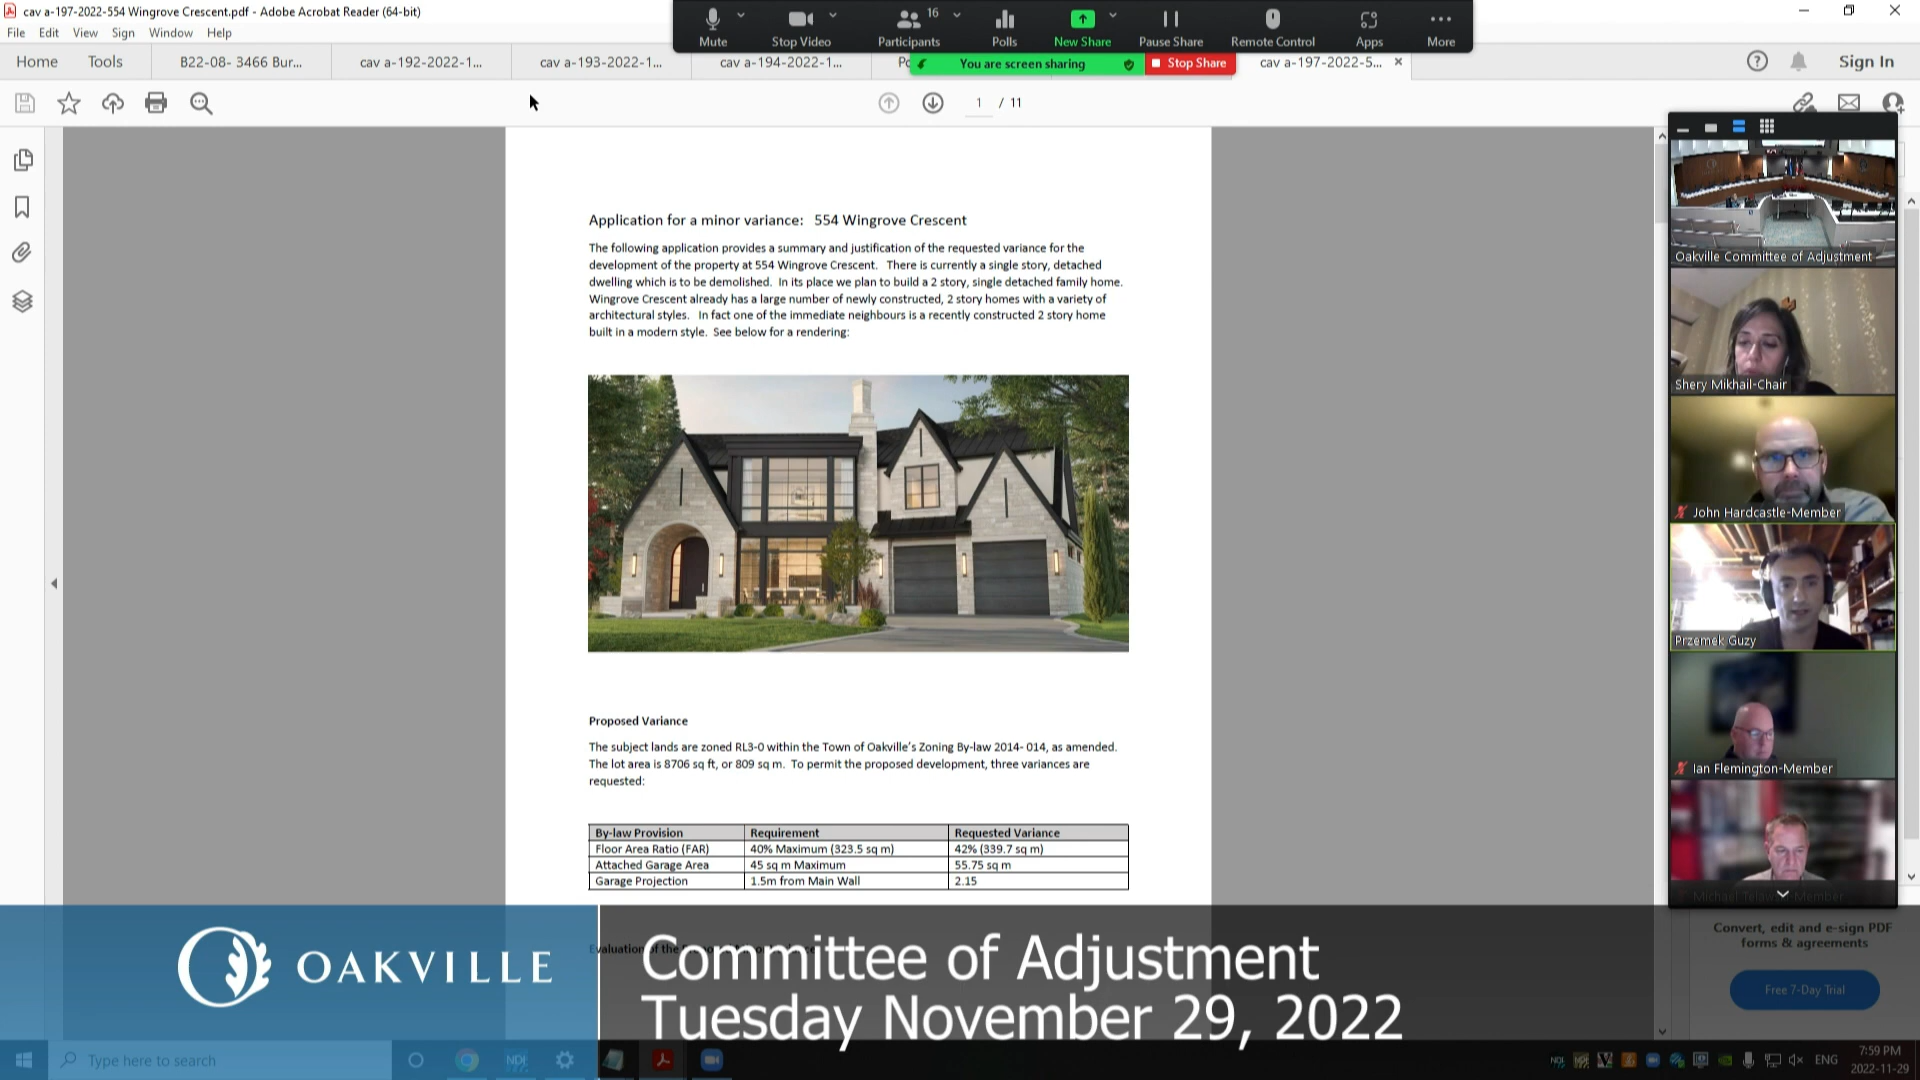 cav a-197-2022-554 Wingrove Crescent.pdf - Adobe Acrobat Reader (64-bit)
File Edit View Sign Window Help
Mute
Stop Video
16
Participants
Polls
New Share
Pause Share
Remote Control
Apps
More
You are screen sharing
Stop Share
Home
Tools
B22-08- 3466 Bur...
cav a-192-2022-1...
cav a-193-2022-1...
cav a-194-2022-1...
cav a-197-2022-5...
Sign In
1 / 11
Application for a minor variance: 554 Wingrove Crescent
The following application provides a summary and justification of the requested variance for the
development of the property at 554 Wingrove Crescent. There is currently a single story, detached
dwelling which is to be demolished. In its place we plan to build a 2 story, single detached family home.
Wingrove Crescent already has a large number of newly constructed, 2 story homes with a variety of
architectural styles. In fact one of the immediate neighbours is a recently constructed 2 story home
built in a modern style. See below for a rendering:
Proposed Variance
The subject lands are zoned RL3-0 within the Town of Oakville's Zoning By-law 2014- 014, as amended.
The lot area is 8706 sq ft, or 809 sq m. To permit the proposed development, three variances are
requested:
By-law Provision Requirement Requested Variance
Floor Area Ratio (FAR) 40% Maximum (323.5 sq m) 42% (339.7 sq m)
Attached Garage Area 45 sq m Maximum 55.75 sq m
Garage Projection 1.5m from Main Wall 2.15
Oakville Committee of Adjustment
Shery Mikhail-Chair
John Hardcastle-Member
Przemek Guzy
Ian Flemington-Member
Convert, edit and e-sign PDF
forms & agreements
Free 7-Day Trial
OAKVILLE
Committee of Adjustment
Tuesday November 29, 2022
Type here to search
ENG
7:59 PM
2022-11-29